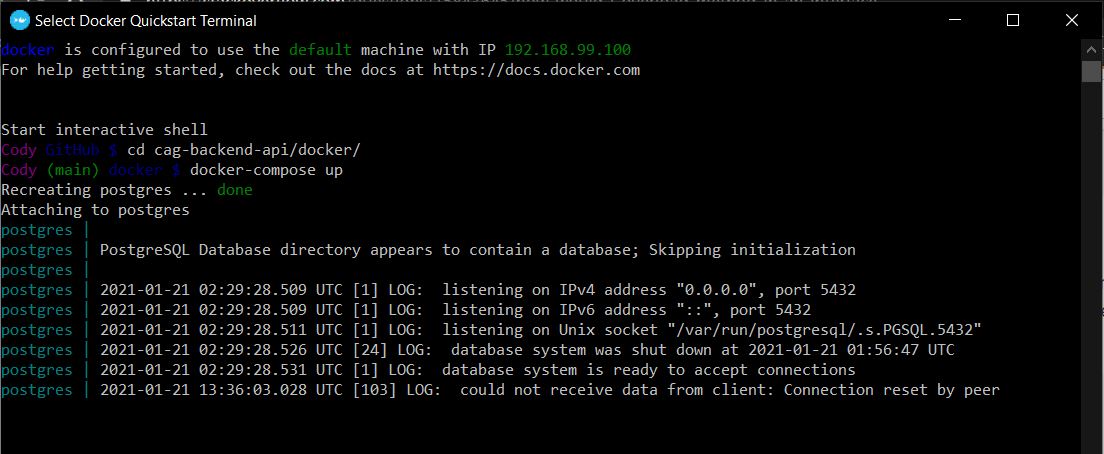 Select Docker Quickstart Terminal
docker is configured to use the default machine with IP 192.168.99.100
For help getting started, check out the docs at https://docs.docker.com
Start interactive shell
Cody GitHub $ cd cag-backend-api/docker/
Cody (main) docker $ docker-compose up
Recreating postgres ... done
Attaching to postgres
postgres |
postgres | PostgreSQL Database directory appears to contain a database; Skipping initialization
postgres |
postgres | 2021-01-21 02:29:28.509 UTC [1] LOG:  listening on IPv4 address "0.0.0.0", port 5432
postgres | 2021-01-21 02:29:28.509 UTC [1] LOG:  listening on IPv6 address "::", port 5432
postgres | 2021-01-21 02:29:28.511 UTC [1] LOG:  listening on Unix socket "/var/run/postgresql/.s.PGSQL.5432"
postgres | 2021-01-21 02:29:28.526 UTC [24] LOG:  database system was shut down at 2021-01-21 01:56:47 UTC
postgres | 2021-01-21 02:29:28.531 UTC [1] LOG:  database system is ready to accept connections
postgres | 2021-01-21 13:36:03.028 UTC [103] LOG:  could not receive data from client: Connection reset by peer